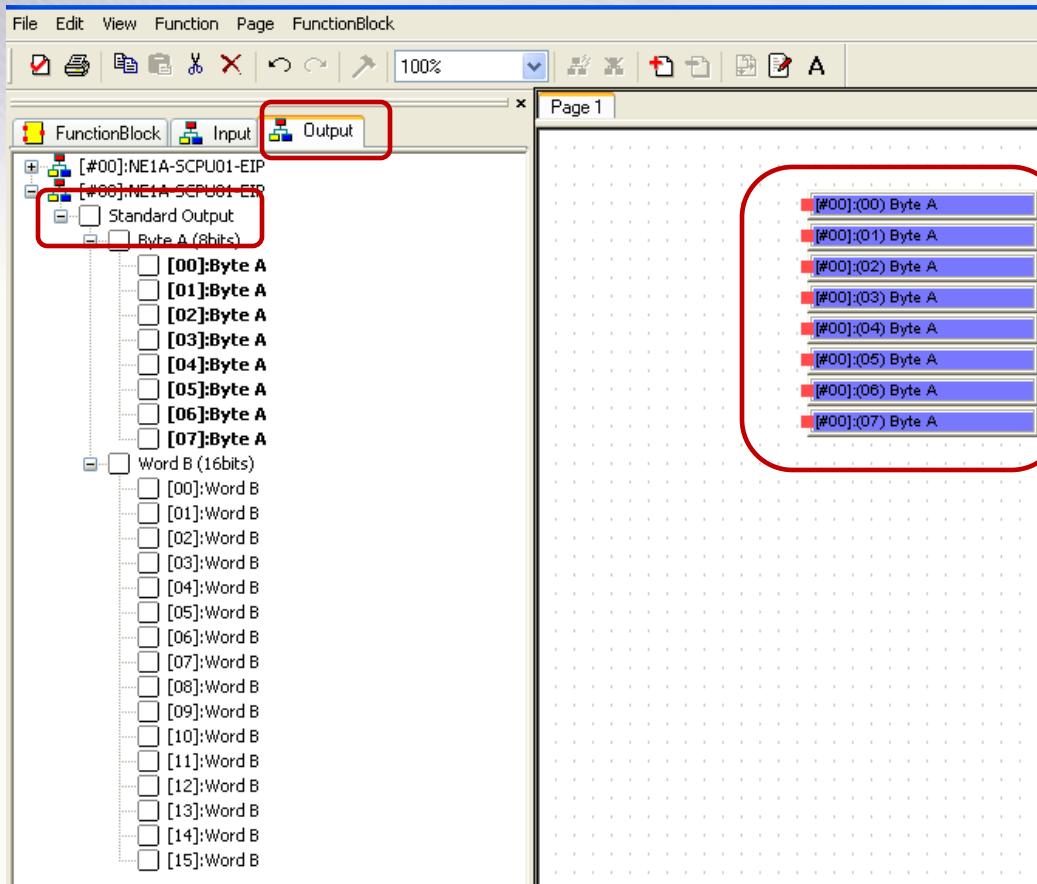 File Edit View Function Page FunctionBlock
100%
A
Page 1
FunctionBlock Input Output
[#00]:NE1A-SCPU01-EIP
[#00]:NE1A-SCPU01-EIP
Standard Output
Byte A (8bits)
[00]:Byte A
[01]:Byte A
[02]:Byte A
[03]:Byte A
[04]:Byte A
[05]:Byte A
[06]:Byte A
[07]:Byte A
Word B (16bits)
[00]:Word B
[01]:Word B
[02]:Word B
[03]:Word B
[04]:Word B
[05]:Word B
[06]:Word B
[07]:Word B
[08]:Word B
[09]:Word B
[10]:Word B
[11]:Word B
[12]:Word B
[13]:Word B
[14]:Word B
[15]:Word B
[#00]:(00) Byte A
[#00]:(01) Byte A
[#00]:(02) Byte A
[#00]:(03) Byte A
[#00]:(04) Byte A
[#00]:(05) Byte A
[#00]:(06) Byte A
[#00]:(07) Byte A